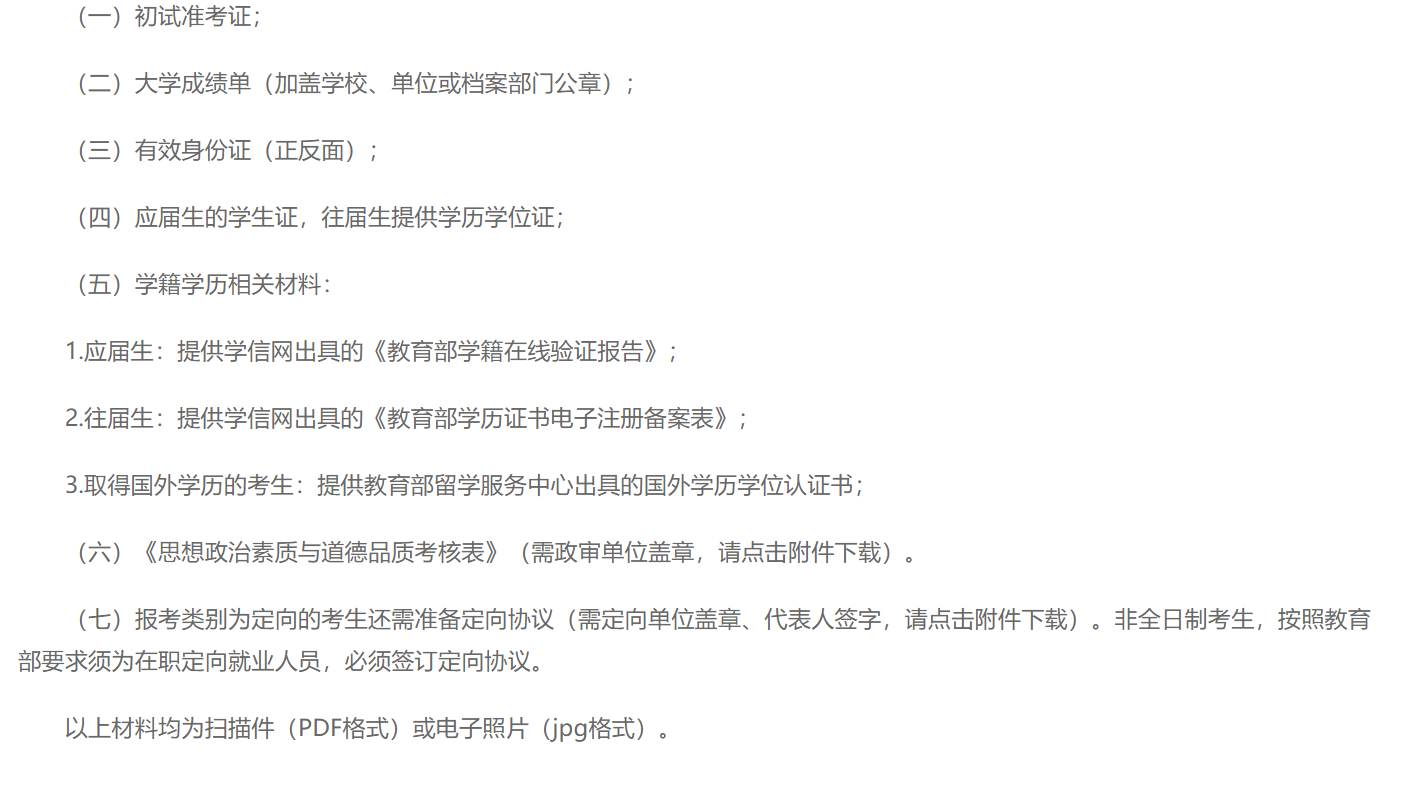 （一）初试准考证；
（二）大学成绩单（加盖学校、单位或档案部门公章）；
（三）有效身份证（正反面）；
（四）应届生的学生证，往届生提供学历学位证；
（五）学籍学历相关材料：
1.应届生：提供学信网出具的《教育部学籍在线验证报告》；
2.往届生：提供学信网出具的《教育部学历证书电子注册备案表》；
3.取得国外学历的考生：提供教育部留学服务中心出具的国外学历学位认证书；
（六）《思想政治素质与道德品质考核表》（需政审单位盖章，请点击附件下载）。
（七）报考类别为定向的考生还需准备定向协议（需定向单位盖章、代表人签字，请点击附件下载）。非全日制考生，按照教育
部要求须为在职定向就业人员，必须签订定向协议。
以上材料均为扫描件（PDF格式）或电子照片（jpg格式）。